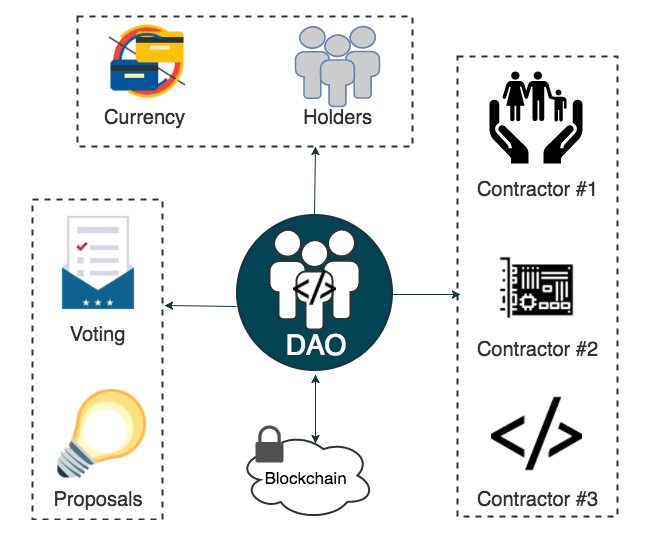 Currency
Holders
Contractor #1
Voting
</>
DAO
Contractor #2
Proposals
Blockchain
</>
Contractor #3